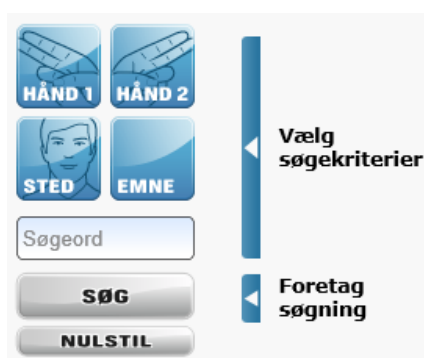 HÅND 1 HÅND 2
STED EMNE
Søgeord
SØG
NULSTIL
Vælg
søgekriterier
Foretag
søgning